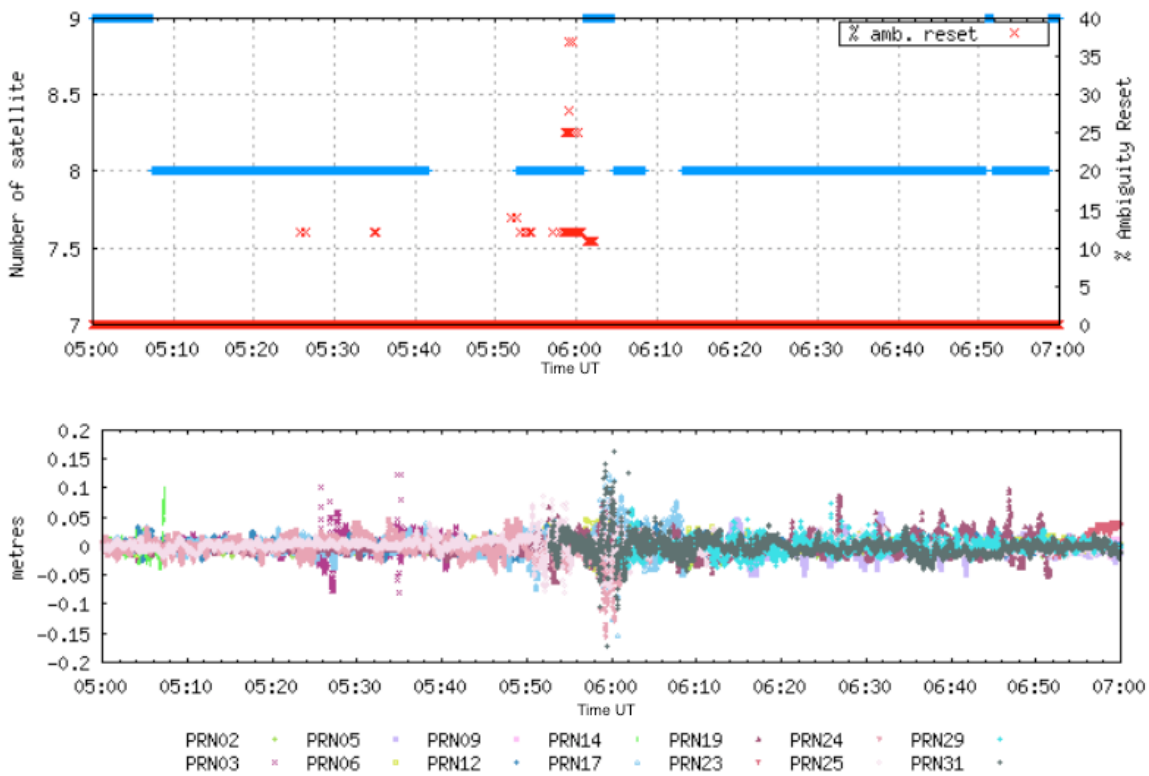 % amb. reset
Number of satellite
% Ambiguity Reset
9
8.5
8
7.5
7
40
35
30
25
20
15
10
5
0
05:00 05:10 05:20 05:30 05:40 05:50 06:00 06:10 06:20 06:30 06:40 06:50 07:00
Time UT
metres
0.2
0.15
0.1
0.05
0
-0.05
-0.1
-0.15
-0.2
05:00 05:10 05:20 05:30 05:40 05:50 06:00 06:10 06:20 06:30 06:40 06:50 07:00
Time UT
PRN02 PRN05 PRN09 PRN14 PRN19 PRN24 PRN29
PRN03 PRN06 PRN12 PRN17 PRN23 PRN25 PRN31